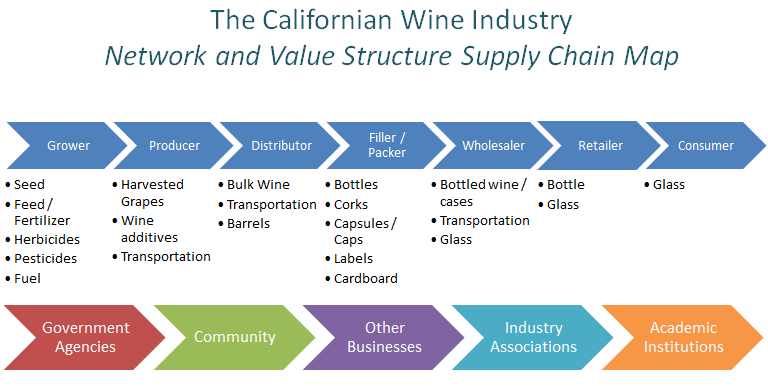 The Californian Wine Industry
Network and Value Structure Supply Chain Map
Grower
Producer
Distributor
Filler /
Packer
Wholesaler
Retailer
Consumer
• Seed
• Feed /
Fertilizer
• Herbicides
• Pesticides
• Fuel
• Harvested
Grapes
• Wine
additives
• Transportation
• Bulk Wine
• Transportation
• Barrels
• Bottles
• Corks
• Capsules /
Caps
• Labels
• Cardboard
• Bottled wine /
cases
• Transportation
• Glass
• Bottle
• Glass
• Glass
Government
Agencies
Community
Other
Businesses
Industry
Associations
Academic
Institutions